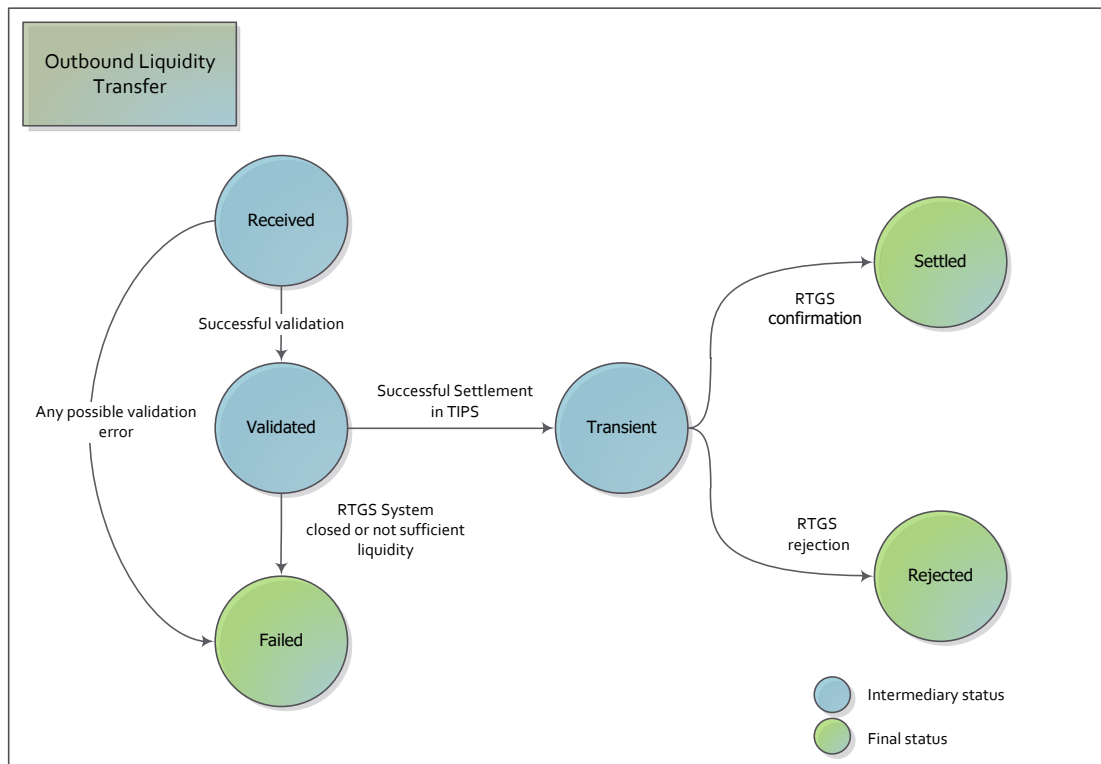 Outbound Liquidity
Transfer
Received
Successful validation
Any possible validation
error
Validated
Successful Settlement
in TIPS
Transient
RTGS
confirmation
Settled
RTGS System
closed or not sufficient
liquidity
RTGS
rejection
Rejected
Failed
Intermediary status
Final status